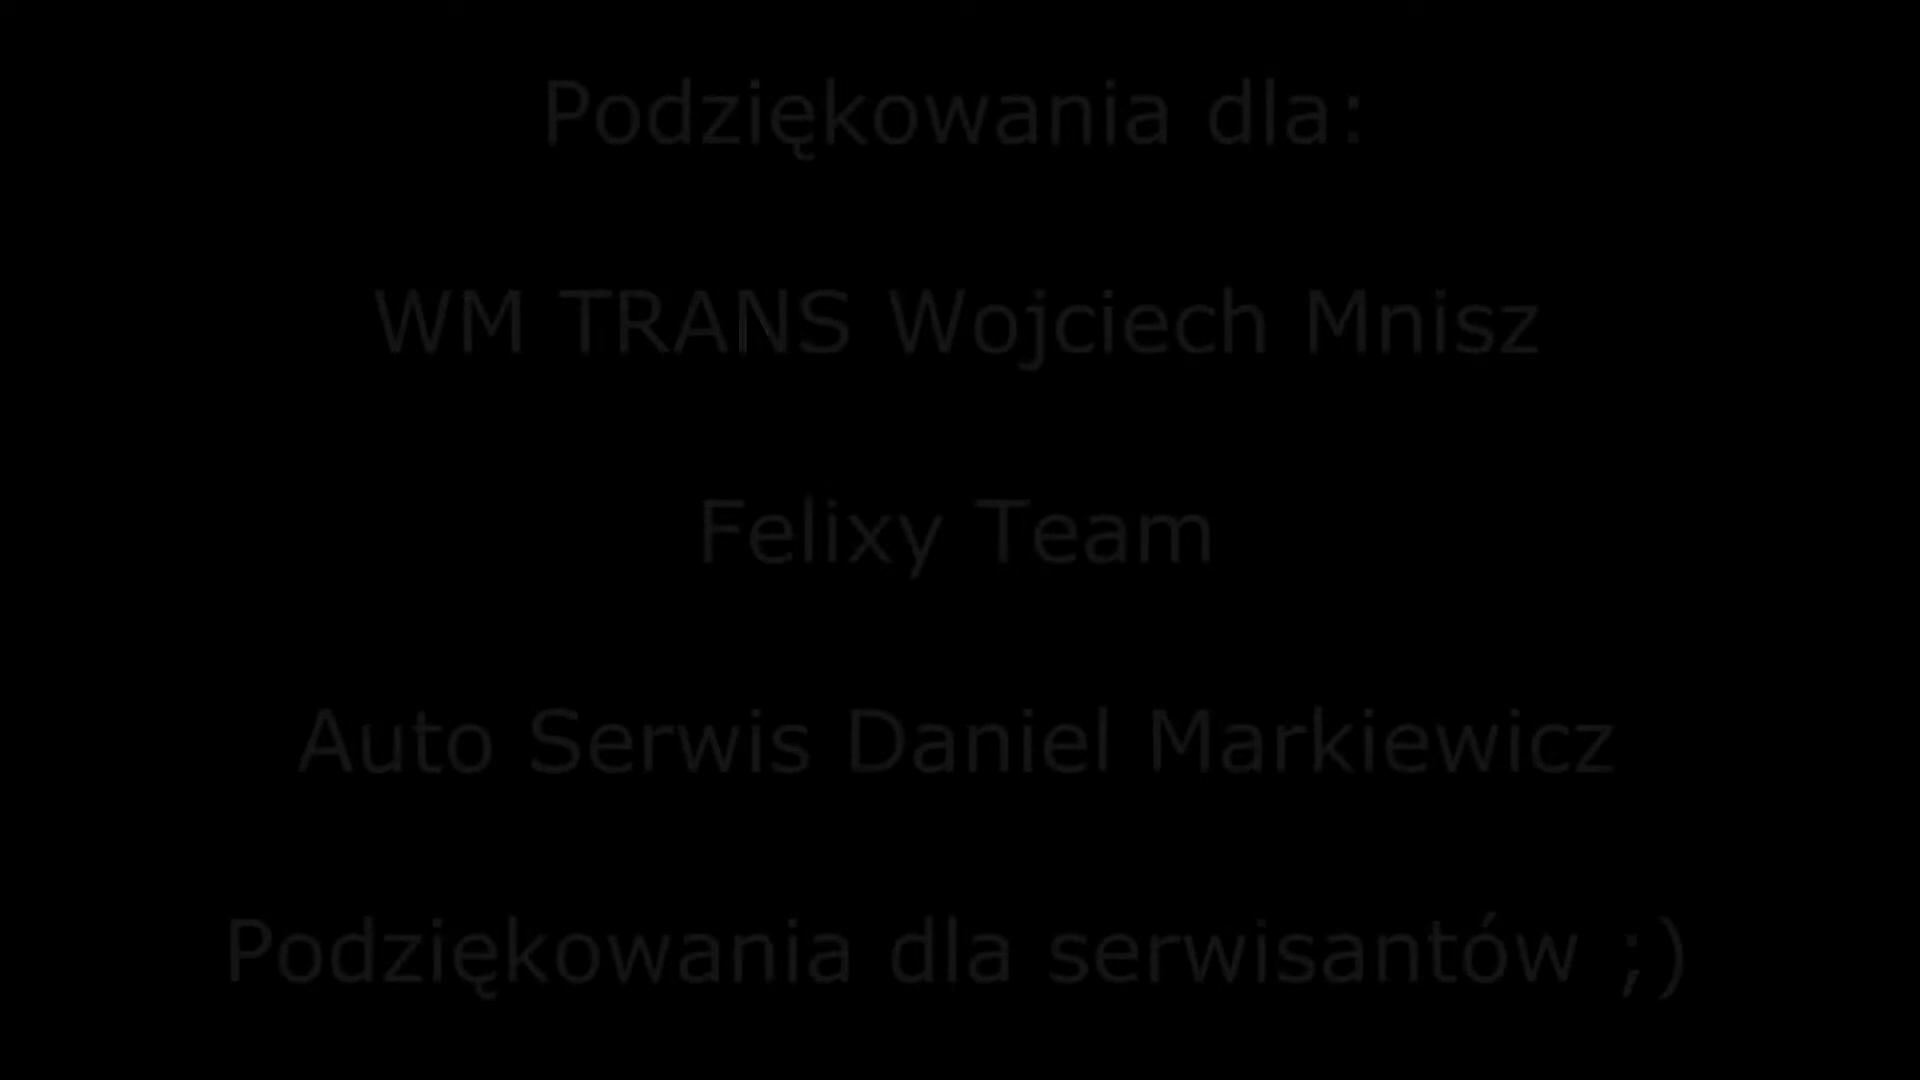 Podziękowania dla:
WM TRANS Wojciech Mnisz
Felixy Team
Auto Serwis Daniel Markiewicz
Podziękowania dla serwisantów ;)